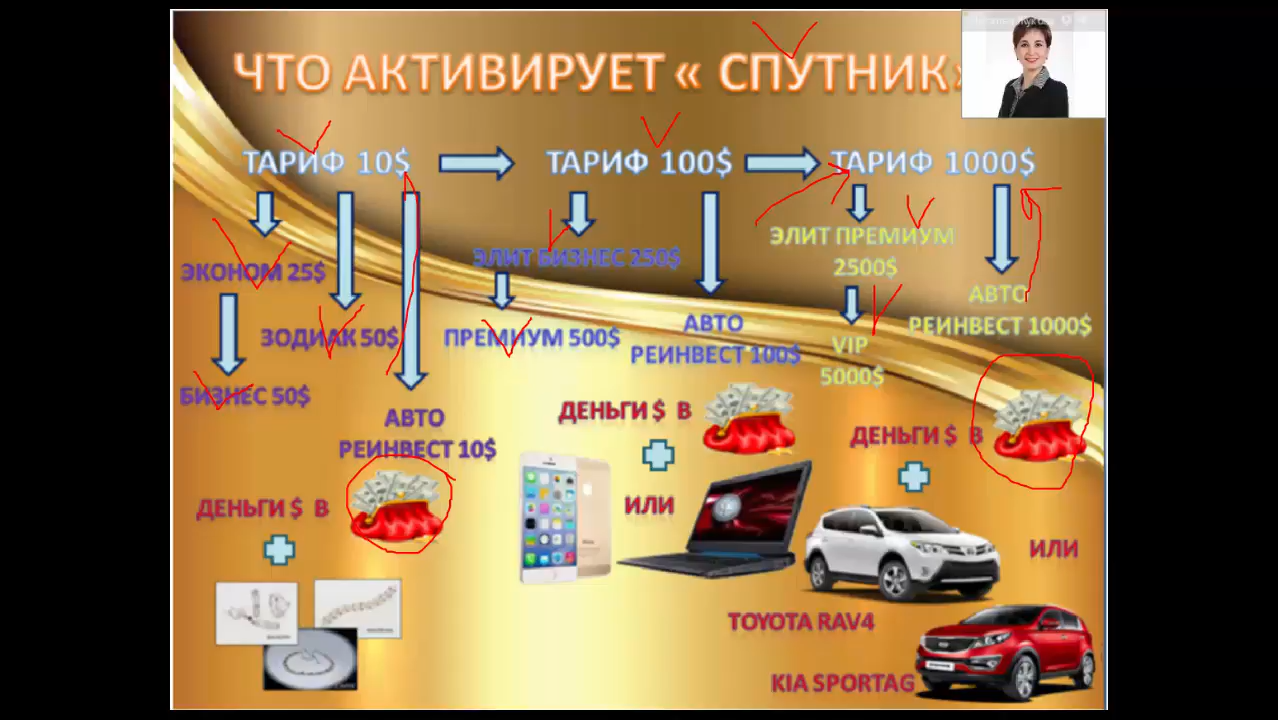 ЧТО АКТИВИРУЕТ « СПУТНИК»
ТАРИФ 10$
ТАРИФ 100$
ТАРИФ 1000$
ЭКОНОМ 25$
БИЗНЕС 50$
ЗОДИАК 50$
АВТО
РЕИНВЕСТ 10$
ЭЛИТ БИЗНЕС 250$
ПРЕМИУМ 500$
АВТО
РЕИНВЕСТ 100$
ЭЛИТ ПРЕМИУМ
2500$
VIP
5000$
АВТО
РЕИНВЕСТ 1000$
ДЕНЬГИ $ В
ДЕНЬГИ $ В
ИЛИ
ДЕНЬГИ $ В
ИЛИ
TOYOTA RAV4
KIA SPORTAG